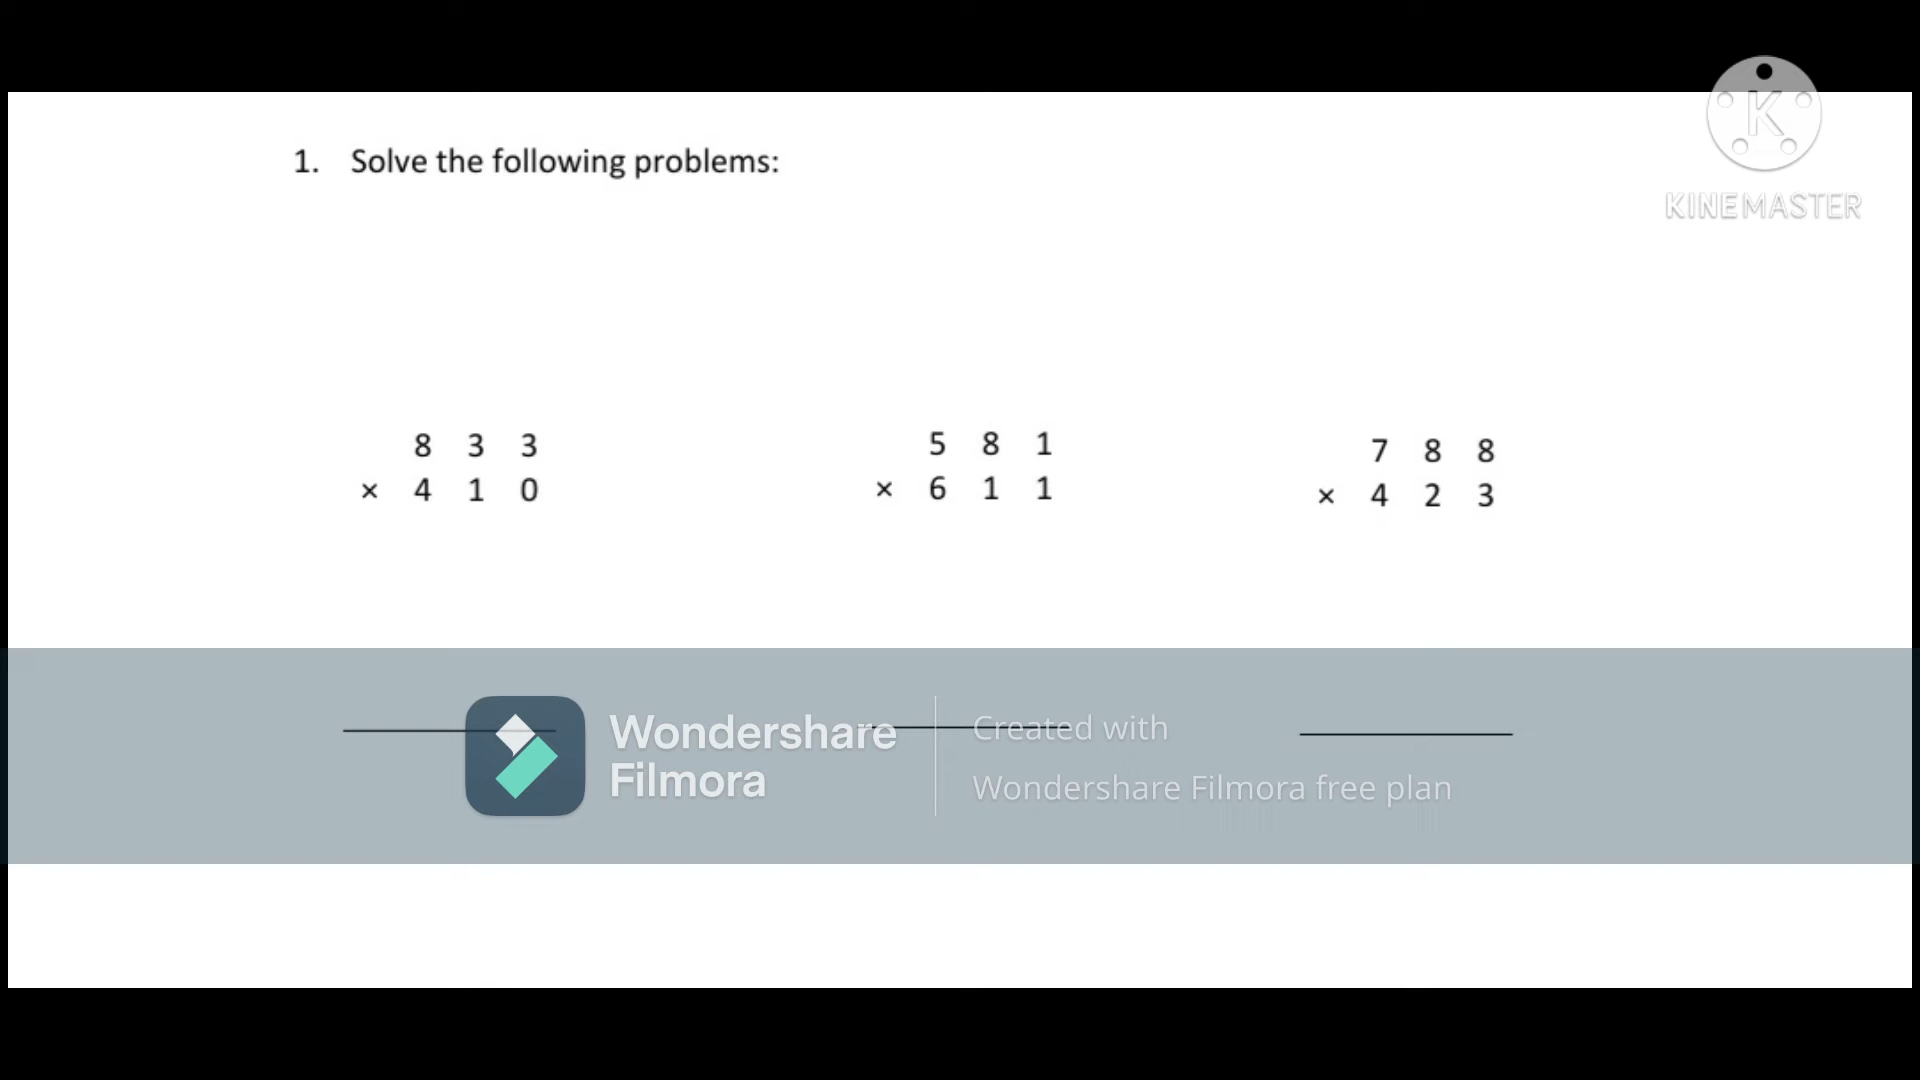 K
KINEMASTER
1. Solve the following problems:
8 3 3
× 4 1 0
5 8 1
× 6 1 1
7 8 8
× 4 2 3
Wondershare
Filmora
Created with
Wondershare Filmora free plan